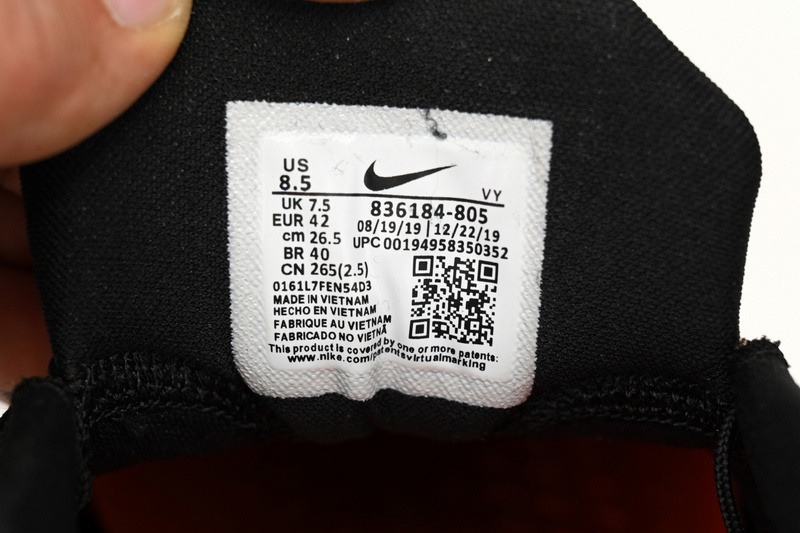 US
8.5
VY
UK 7.5
EUR 42
cm 26.5
BR 40
CN 265(2.5)
836184-805
08/19/19 | 12/22/19
UPC 00194958350352
0161L7FEN54D3
MADE IN VIETNAM
HECHO EN VIETNAM
FABRIQUE AU VIETNAM
FABRICADO NO VIETNÃ
This product is covered by one or more patents:
www.nike.com/patentsvirtualmarking